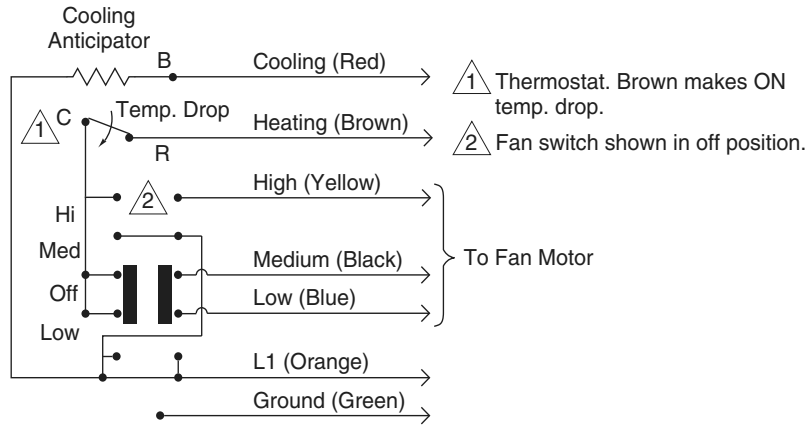 Cooling
Anticipator
B
Cooling (Red)
1 Thermostat. Brown makes ON
temp. drop.
1
C
Temp. Drop
Heating (Brown)
R
2 Fan switch shown in off position.
High (Yellow)
2
Hi
Med
Medium (Black)
To Fan Motor
Off
Low (Blue)
Low
L1 (Orange)
Ground (Green)